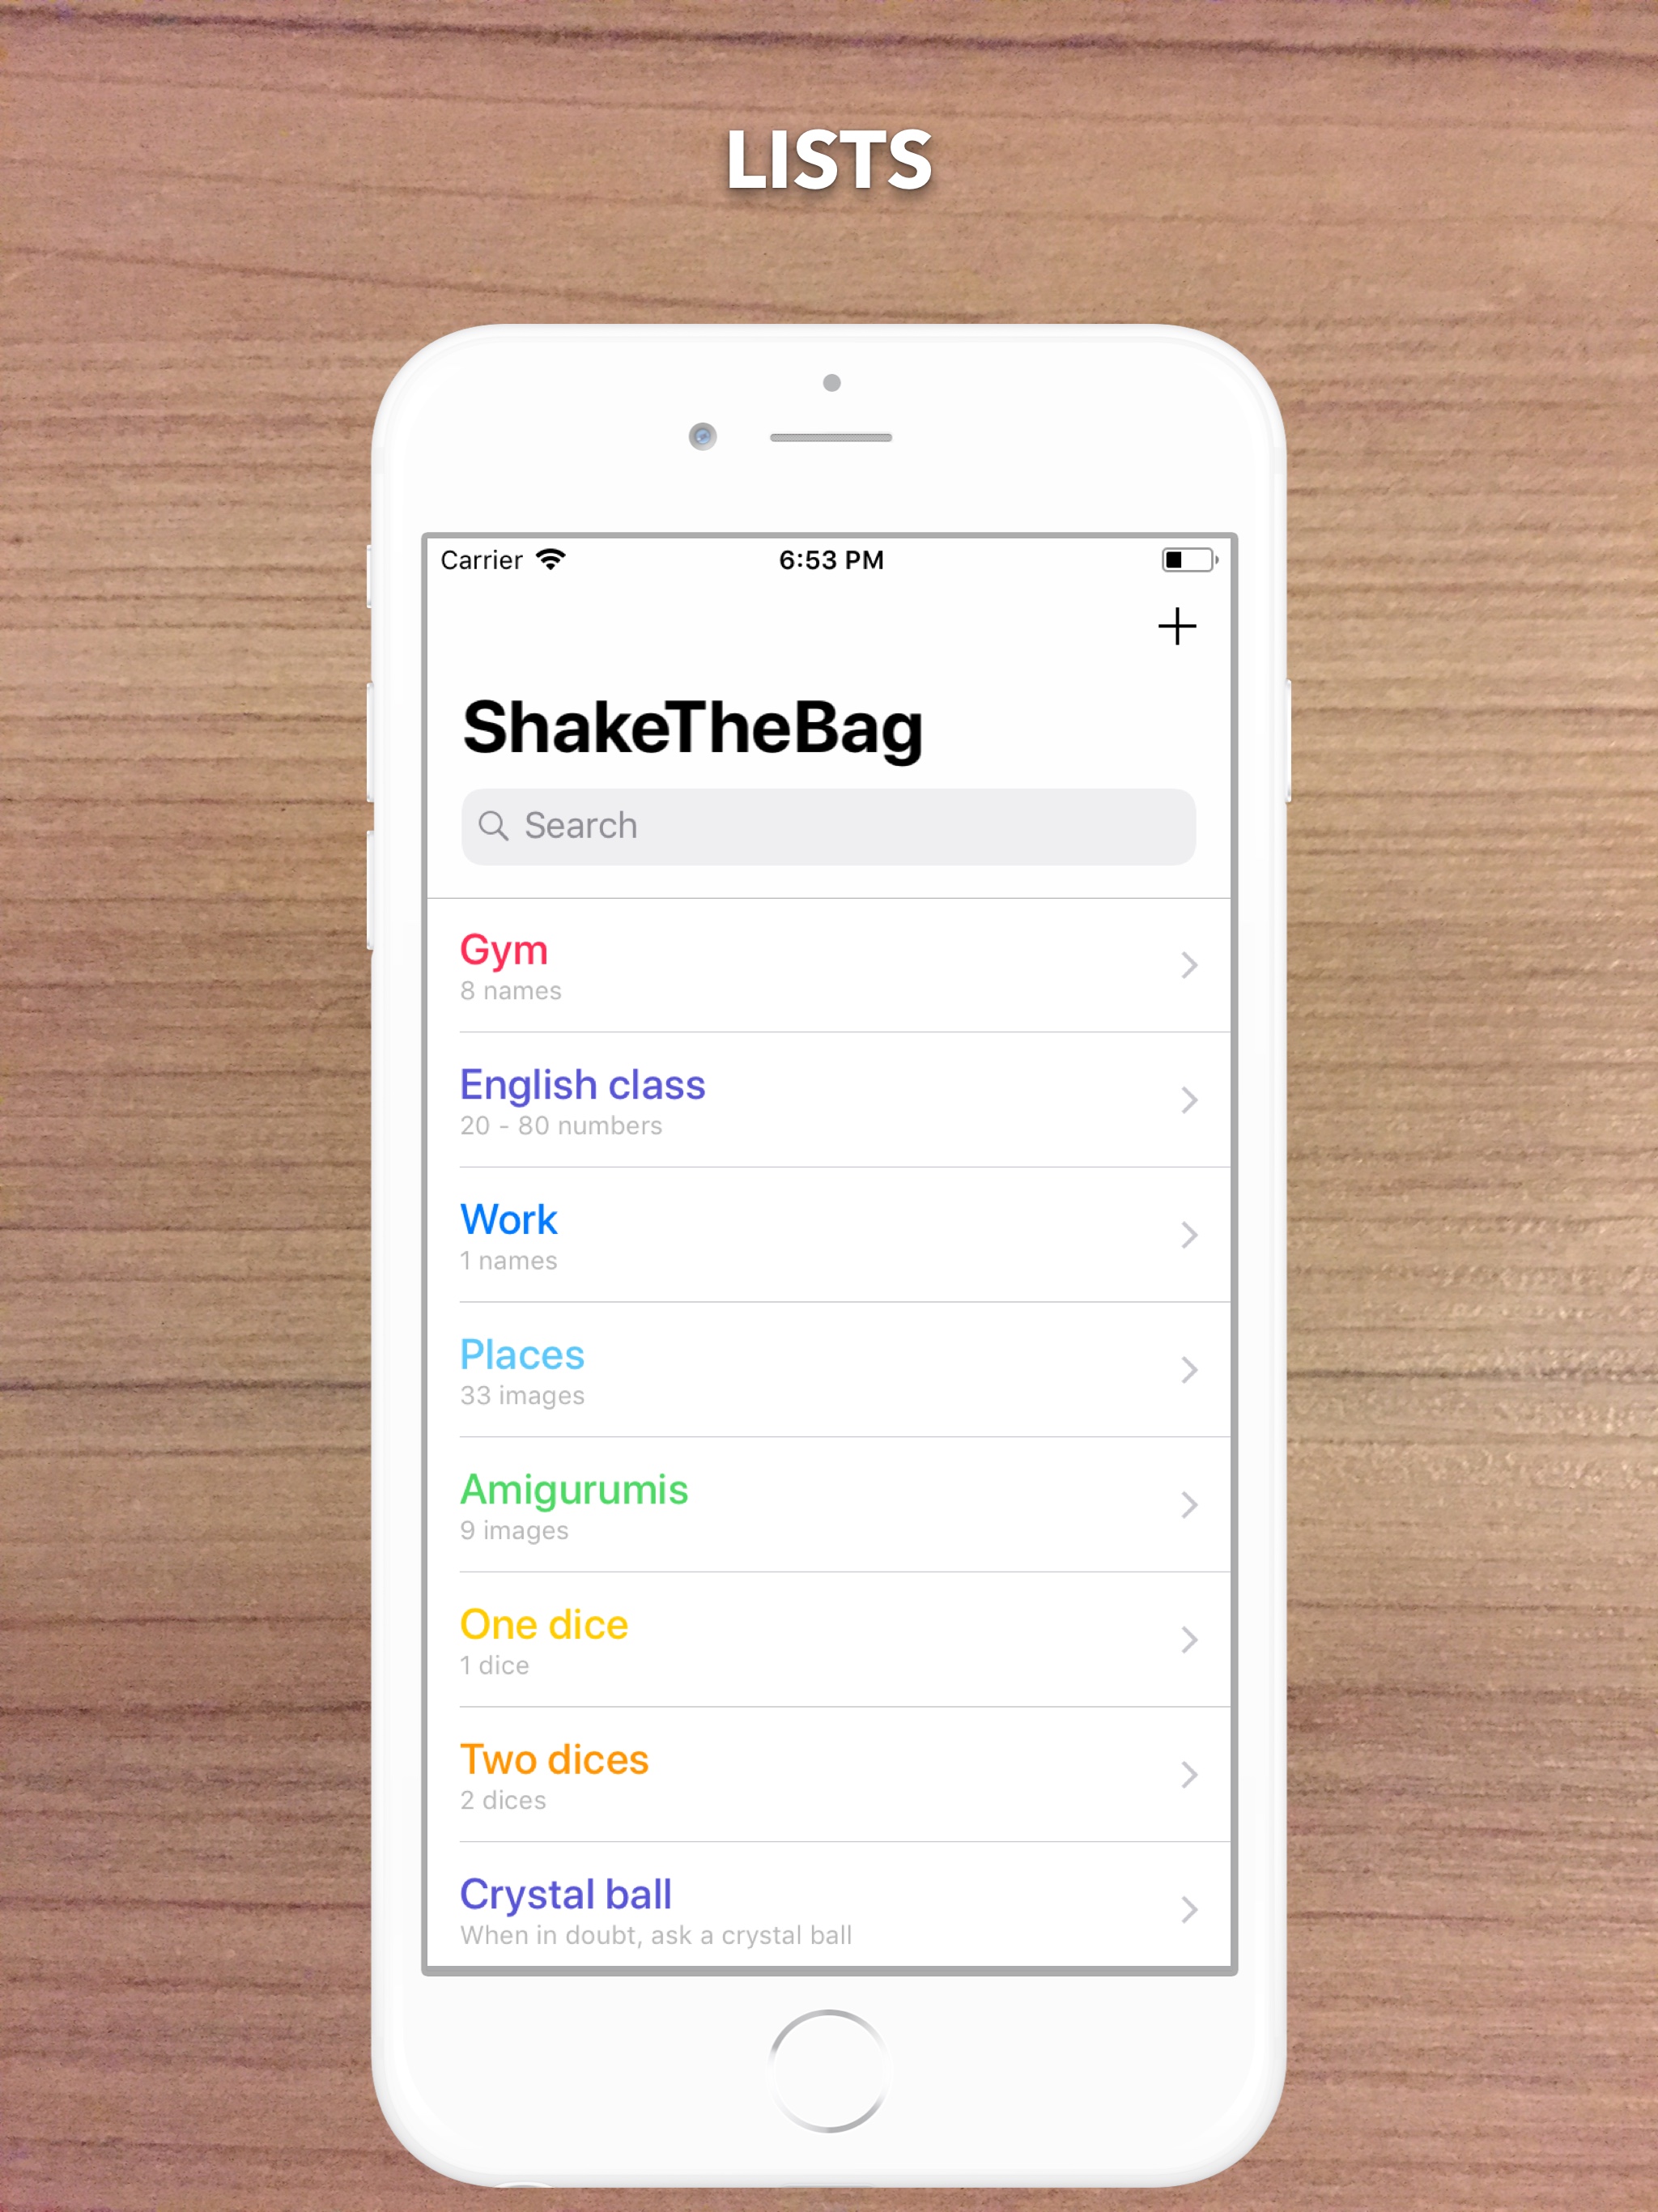 LISTS
Carrier 6:53 PM
ShakeTheBag
Search
Gym
8 names
English class
20 - 80 numbers
Work
1 names
Places
33 images
Amigurumis
9 images
One dice
1 dice
Two dices
2 dices
Crystal ball
When in doubt, ask a crystal ball